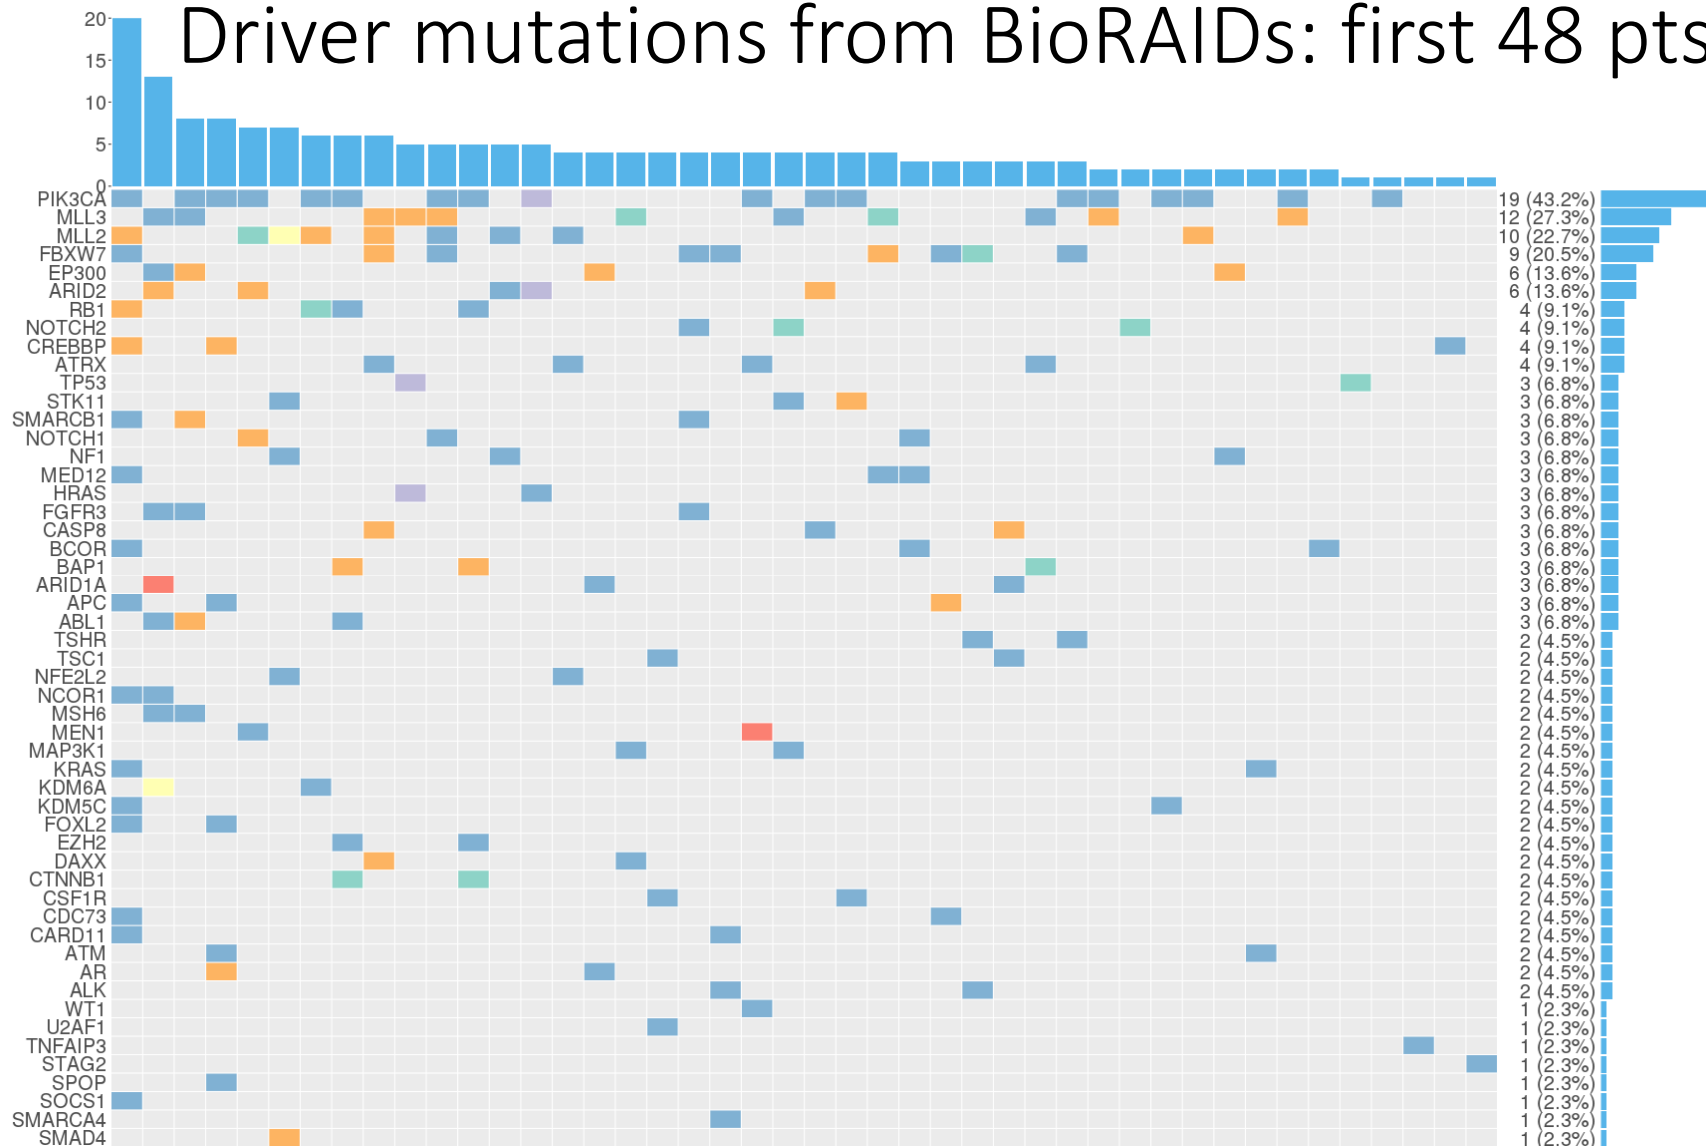 Driver mutations from BioRAIDs: first 48 pts
20
15
10
5
0
PIK3CA 19 (43.2%)
MLL3 12 (27.3%)
MLL2 10 (22.7%)
FBXW7 9 (20.5%)
EP300 6 (13.6%)
ARID2 6 (13.6%)
RB1 4 (9.1%)
NOTCH2 4 (9.1%)
CREBBP 4 (9.1%)
ATRX 4 (9.1%)
TP53 3 (6.8%)
STK11 3 (6.8%)
SMARCB1 3 (6.8%)
NOTCH1 3 (6.8%)
NF1 3 (6.8%)
MED12 3 (6.8%)
HRAS 3 (6.8%)
FGFR3 3 (6.8%)
CASP8 3 (6.8%)
BCOR 3 (6.8%)
BAP1 3 (6.8%)
ARID1A 3 (6.8%)
APC 3 (6.8%)
ABL1 3 (6.8%)
TSHR 2 (4.5%)
TSC1 2 (4.5%)
NFE2L2 2 (4.5%)
NCOR1 2 (4.5%)
MSH6 2 (4.5%)
MEN1 2 (4.5%)
MAP3K1 2 (4.5%)
KRAS 2 (4.5%)
KDM6A 2 (4.5%)
KDM5C 2 (4.5%)
FOXL2 2 (4.5%)
EZH2 2 (4.5%)
DAXX 2 (4.5%)
CTNNB1 2 (4.5%)
CSF1R 2 (4.5%)
CDC73 2 (4.5%)
CARD11 2 (4.5%)
ATM 2 (4.5%)
AR 2 (4.5%)
ALK 2 (4.5%)
WT1 1 (2.3%)
U2AF1 1 (2.3%)
TNFAIP3 1 (2.3%)
STAG2 1 (2.3%)
SPOP 1 (2.3%)
SOCS1 1 (2.3%)
SMARCA4 1 (2.3%)
SMAD4 1 (2.3%)